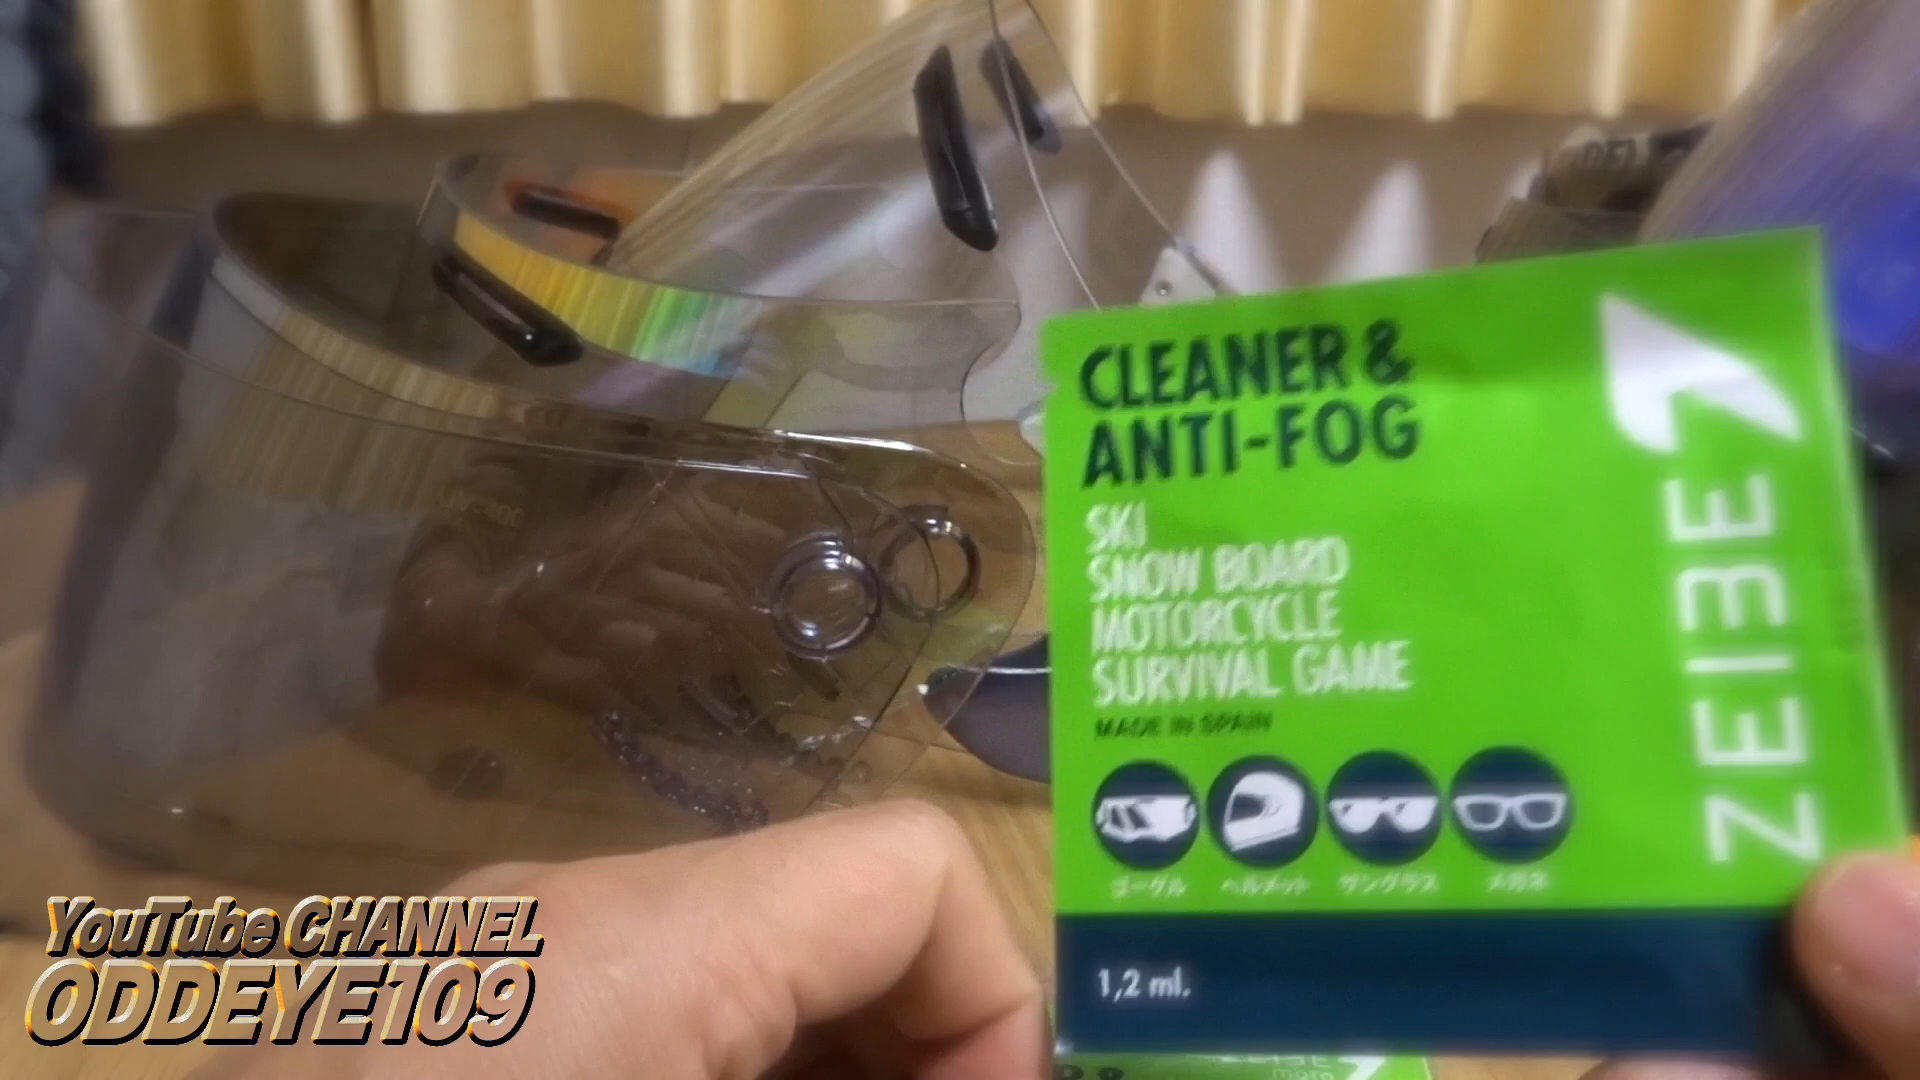 CLEANER &
ANTI-FOG
SKI
SNOW BOARD
MOTORCYCLE
SURVIVAL GAME
MADE IN SPAIN
ゴーグル ヘルメット サングラス メガネ
1,2 ml.
ZEIBE
YouTube CHANNEL
ODDEYE109